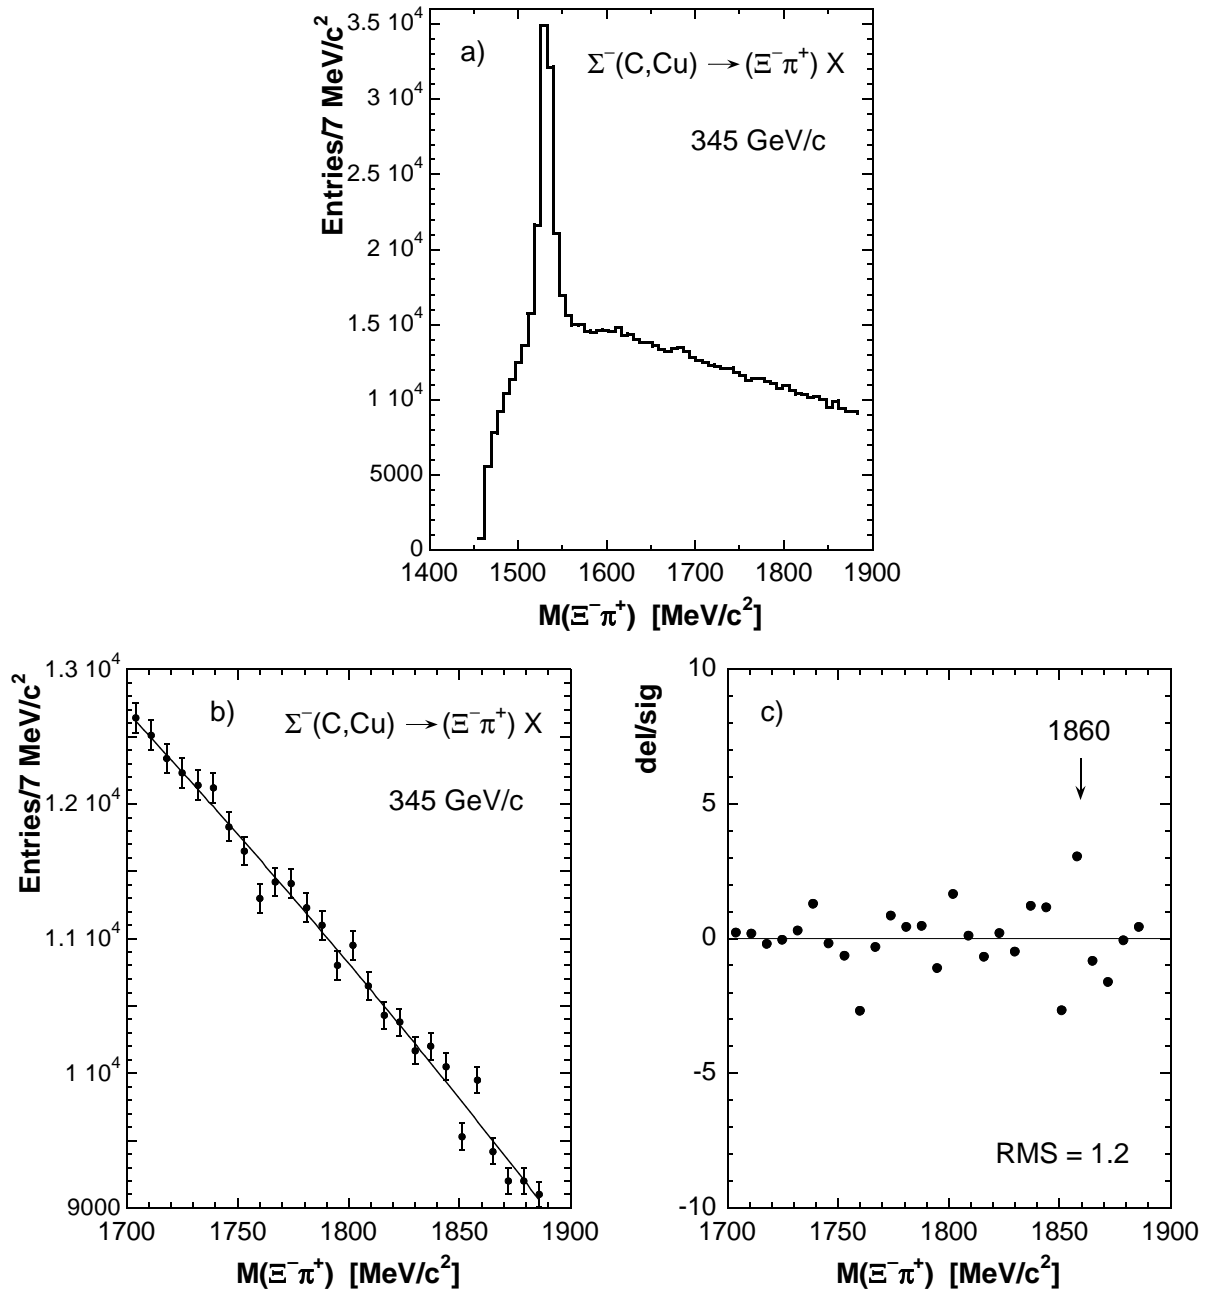 a)
Σ⁻(C,Cu) → (Ξ⁻π⁺) X
345 GeV/c
Entries/7 MeV/c²
3.5 10⁴
3 10⁴
2.5 10⁴
2 10⁴
1.5 10⁴
1 10⁴
5000
0
1400 1500 1600 1700 1800 1900
M(Ξ⁻π⁺) [MeV/c²]
b)
Σ⁻(C,Cu) → (Ξ⁻π⁺) X
345 GeV/c
Entries/7 MeV/c²
1.3 10⁴
1.2 10⁴
1.1 10⁴
1 10⁴
9000
1700 1750 1800 1850 1900
M(Ξ⁻π⁺) [MeV/c²]
c)
1860
del/sig
10
5
0
-5
-10
RMS = 1.2
1700 1750 1800 1850 1900
M(Ξ⁻π⁺) [MeV/c²]